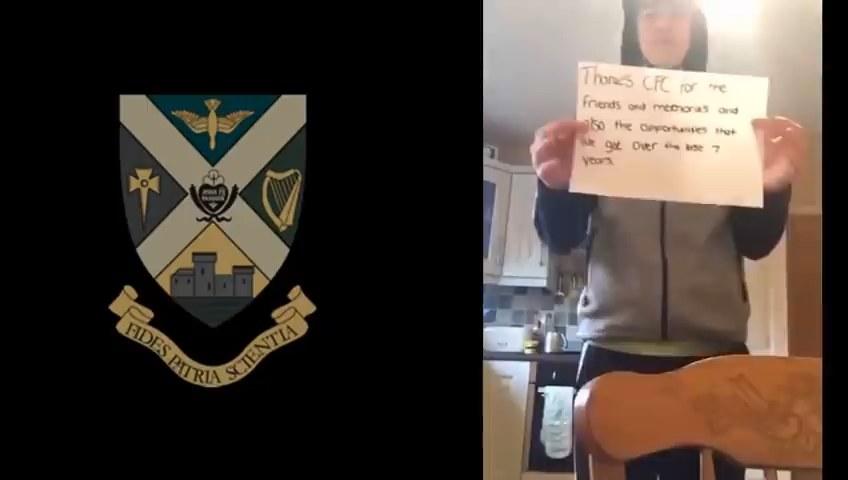 FIDES PATRIA SCIENTIA
Thanks CFC for the
friends and memories and
also the opportunities that
we got over the last 7
years